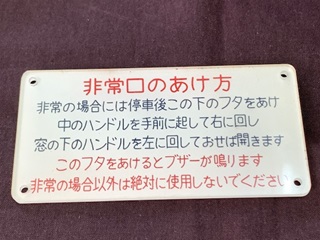 非常口のあけ方
非常の場合には停車後この下のフタをあけ
中のハンドルを手前に起して右に回し
窓の下のハンドルを左に回しておせば開きます
このフタをあけるとブザーが鳴ります
非常の場合以外は絶対に使用しないでください